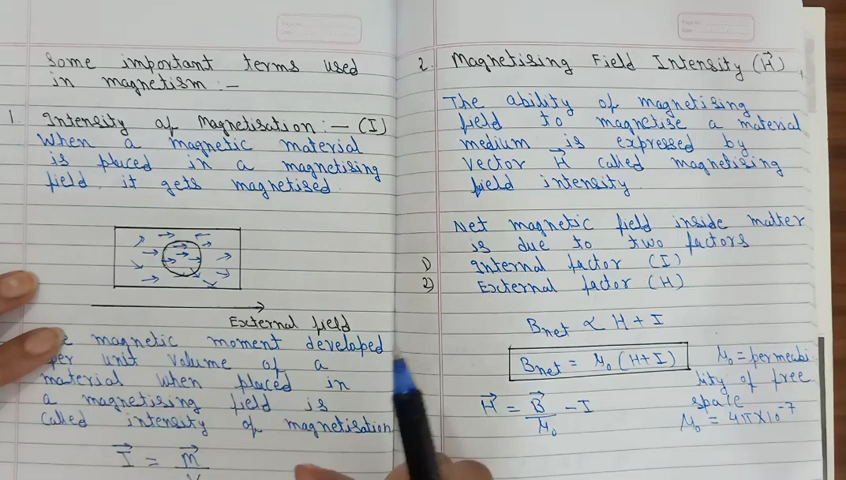 Some important terms used
in magnetism :–
1. Intensity of Magnetisation :– (I)
When a magnetic material
is placed in a magnetising
field, it gets magnetised.
External field
magnetic moment developed
per unit volume of a
material when placed in
a magnetising field is
called intensity of magnetisation
I⃗ = m⃗
2. Magnetising Field Intensity (H⃗)
The ability of magnetising
field to magnetise a material
medium is expressed by
vector H⃗ called magnetising
field intensity.
Net magnetic field inside matter
is due to two factors
1) Internal factor (I)
2) External factor (H)
Bnet ∝ H + I
Bnet = μ₀ (H+I)
H⃗ = B⃗/μ₀ – I
μ₀ = permeabi
lity of free
space
μ₀ = 4π×10⁻⁷